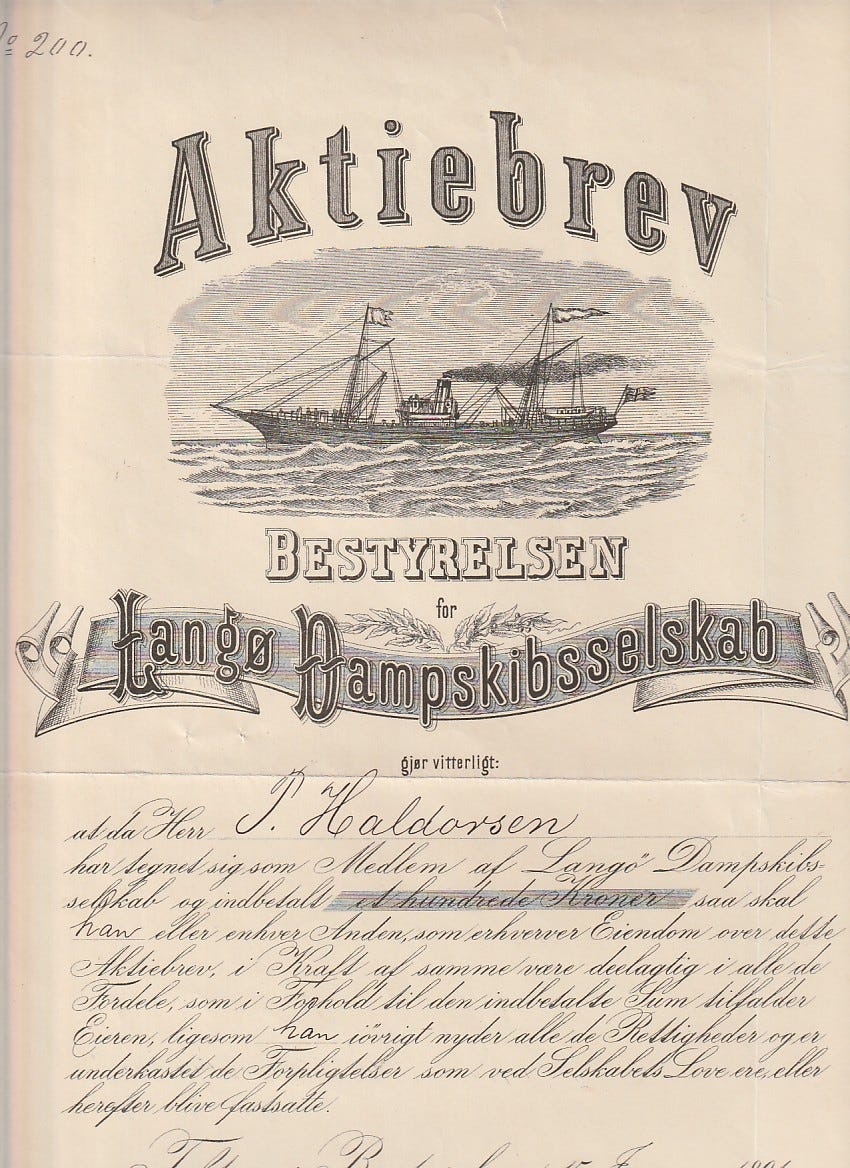 No 200.
Aktiebrev
BESTYRELSEN
for
Langø Dampskibsselskab
gjør vitterligt:
at da Herr P. Haldorsen
har tegnet sig som Medlem af "Langö" Dampskibs-
selskab og indbetalt et hundrede Kroner saa skal
han eller enhver Anden, som erhverver Eiendom over dette
Aktiebrev, i Kraft af samme være deelagtig i alle de
Fordele, som i Forhold til den indbetalte Sum tilfalder
Eieren, ligesom han iövrigt nyder alle de Rettigheder og er
underkastet de Forpligtelser som ved Selskabets Love ere, eller
herefter blive fastsatte.